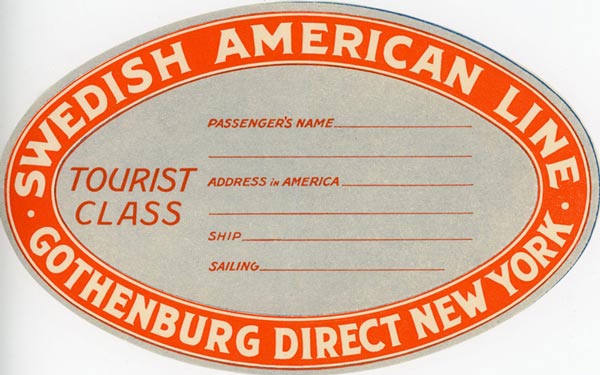 SWEDISH AMERICAN LINE
PASSENGER'S NAME
TOURIST
CLASS
ADDRESS IN AMERICA
SHIP
SAILING
· GOTHENBURG DIRECT NEW YORK ·